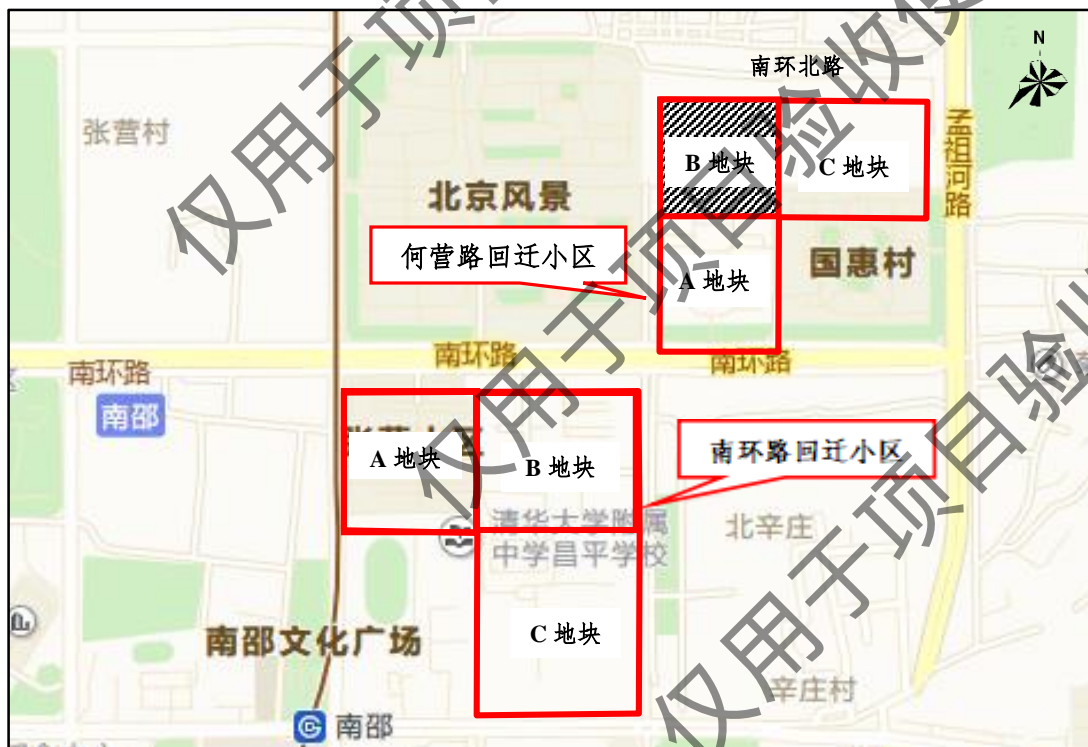 N
南环北路
张营村
孟祖河路
B 地块
C 地块
北京风景
何营路回迁小区
国惠村
A 地块
南环路
南环路
南环路
南邵
A 地块
B 地块
南环路回迁小区
清华大学附属
中学昌平学校
北辛庄
C 地块
南邵文化广场
辛庄村
南邵
仅用于项目验收使
仅用于项目验收
仅用于项目验
仅用于项